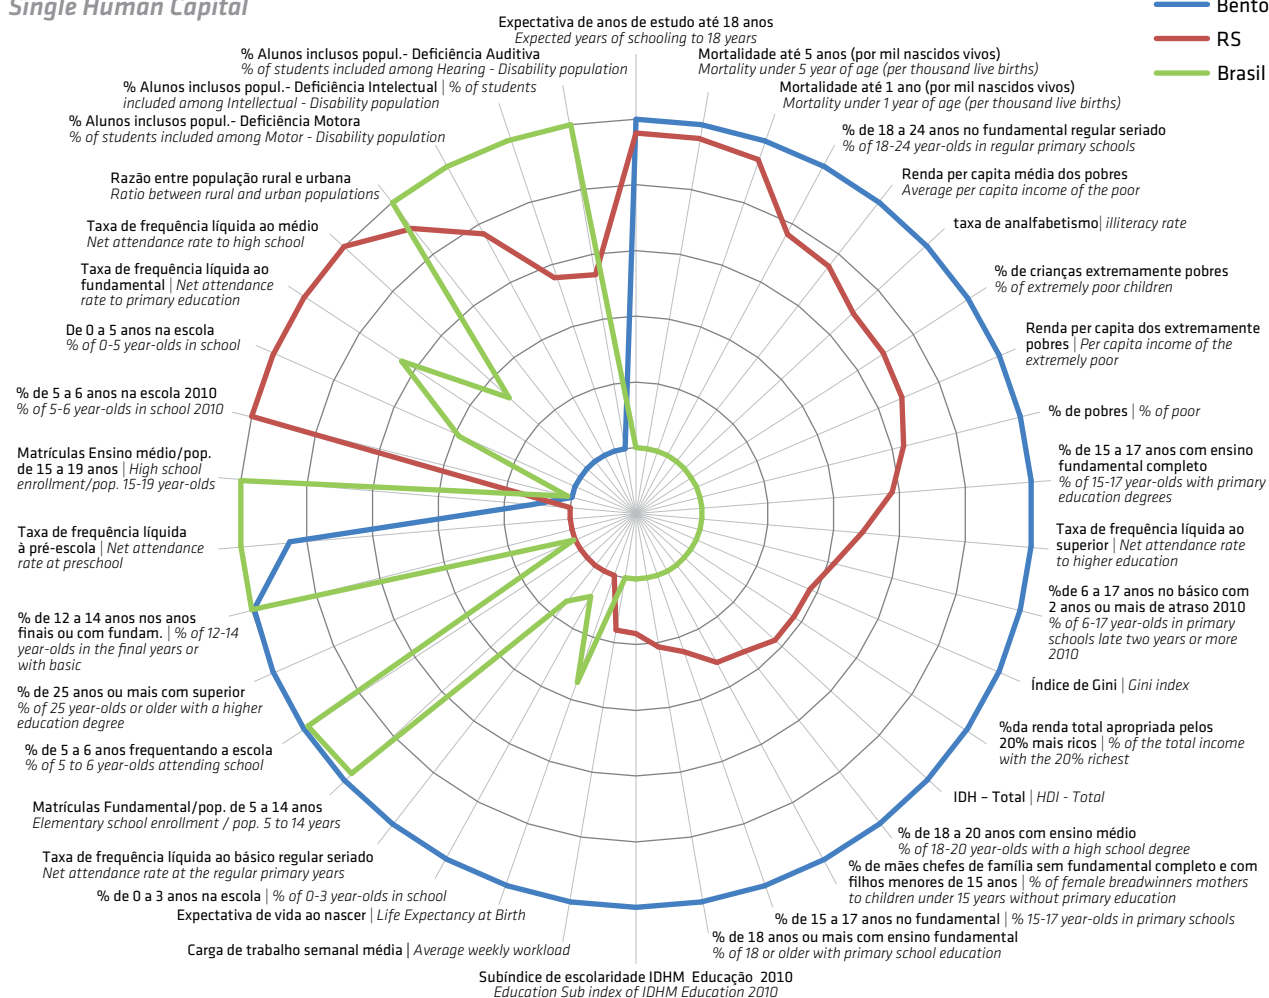 Single Human Capital
Bento
RS
Brasil
Expectativa de anos de estudo até 18 anos
Expected years of schooling to 18 years
Mortalidade até 5 anos (por mil nascidos vivos)
Mortality under 5 year of age (per thousand live births)
Mortalidade até 1 ano (por mil nascidos vivos)
Mortality under 1 year of age (per thousand live births)
% de 18 a 24 anos no fundamental regular seriado
% of 18-24 year-olds in regular primary schools
Renda per capita média dos pobres
Average per capita income of the poor
taxa de analfabetismo| illiteracy rate
% de crianças extremamente pobres
% of extremely poor children
Renda per capita dos extremamente
pobres | Per capita income of the
extremely poor
% de pobres | % of poor
% de 15 a 17 anos com ensino
fundamental completo
% of 15-17 year-olds with primary
education degrees
Taxa de frequência líquida ao
superior | Net attendance rate
to higher education
%de 6 a 17 anos no básico com
2 anos ou mais de atraso 2010
% of 6-17 year-olds in primary
schools late two years or more
2010
Índice de Gini | Gini index
%da renda total apropriada pelos
20% mais ricos | % of the total income
with the 20% richest
IDH – Total | HDI - Total
% de 18 a 20 anos com ensino médio
% of 18-20 year-olds with a high school degree
% de mães chefes de família sem fundamental completo e com
filhos menores de 15 anos | % of female breadwinners mothers
to children under 15 years without primary education
% de 15 a 17 anos no fundamental | % 15-17 year-olds in primary schools
% de 18 anos ou mais com ensino fundamental
% of 18 or older with primary school education
Subíndice de escolaridade IDHM Educação 2010
Education Sub index of IDHM Education 2010
Carga de trabalho semanal média | Average weekly workload
Expectativa de vida ao nascer | Life Expectancy at Birth
% de 0 a 3 anos na escola | % of 0-3 year-olds in school
Taxa de frequência líquida ao básico regular seriado
Net attendance rate at the regular primary years
Matrículas Fundamental/pop. de 5 a 14 anos
Elementary school enrollment / pop. 5 to 14 years
% de 5 a 6 anos frequentando a escola
% of 5 to 6 year-olds attending school
% de 25 anos ou mais com superior
% of 25 year-olds or older with a higher
education degree
% de 12 a 14 anos nos anos
finais ou com fundam. | % of 12-14
year-olds in the final years or
with basic
Taxa de frequência líquida
à pré-escola | Net attendance
rate at preschool
Matrículas Ensino médio/pop.
de 15 a 19 anos | High school
enrollment/pop. 15-19 year-olds
% de 5 a 6 anos na escola 2010
% of 5-6 year-olds in school 2010
De 0 a 5 anos na escola
% of 0-5 year-olds in school
Taxa de frequência líquida ao
fundamental | Net attendance
rate to primary education
Taxa de frequência líquida ao médio
Net attendance rate to high school
Razão entre população rural e urbana
Ratio between rural and urban populations
% Alunos inclusos popul.- Deficiência Motora
% of students included among Motor - Disability population
% Alunos inclusos popul.- Deficiência Intelectual | % of students
included among Intellectual - Disability population
% Alunos inclusos popul.- Deficiência Auditiva
% of students included among Hearing - Disability population